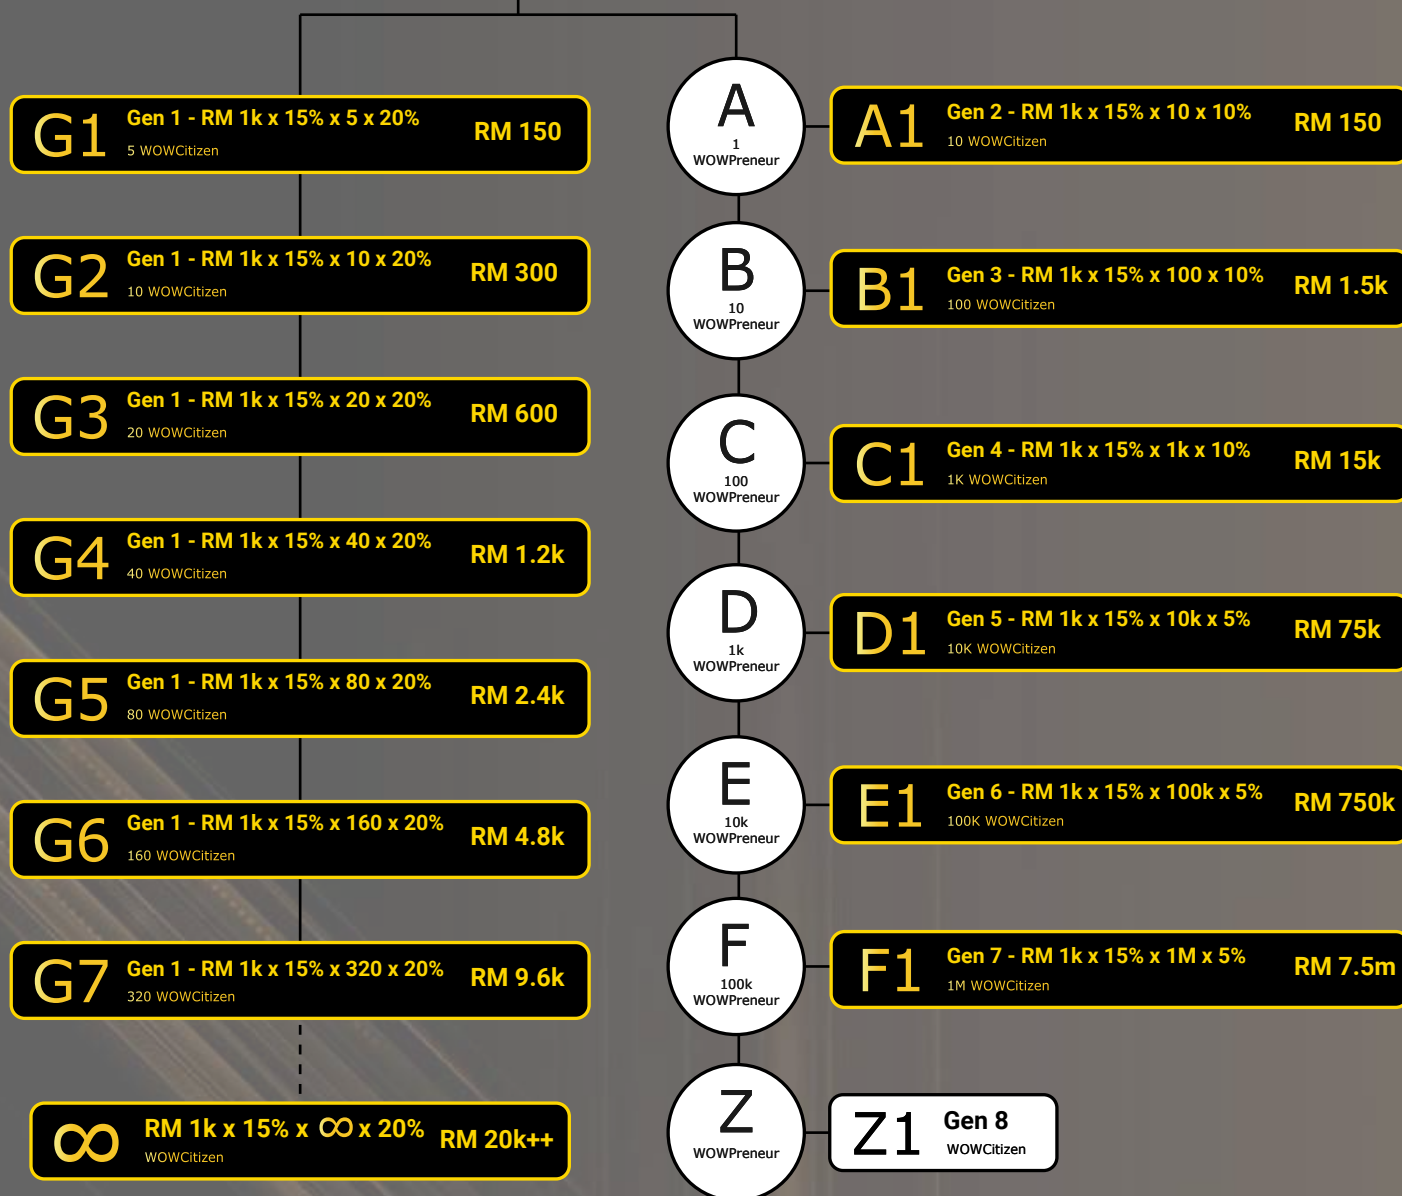 G1
Gen 1 - RM 1k x 15% x 5 x 20%
5 WOWCitizen
RM 150
G2
Gen 1 - RM 1k x 15% x 10 x 20%
10 WOWCitizen
RM 300
G3
Gen 1 - RM 1k x 15% x 20 x 20%
20 WOWCitizen
RM 600
G4
Gen 1 - RM 1k x 15% x 40 x 20%
40 WOWCitizen
RM 1.2k
G5
Gen 1 - RM 1k x 15% x 80 x 20%
80 WOWCitizen
RM 2.4k
G6
Gen 1 - RM 1k x 15% x 160 x 20%
160 WOWCitizen
RM 4.8k
G7
Gen 1 - RM 1k x 15% x 320 x 20%
320 WOWCitizen
RM 9.6k
∞
RM 1k x 15% x ∞ x 20%
WOWCitizen
RM 20k++
A
1
WOWPreneur
A1
Gen 2 - RM 1k x 15% x 10 x 10%
10 WOWCitizen
RM 150
B
10
WOWPreneur
B1
Gen 3 - RM 1k x 15% x 100 x 10%
100 WOWCitizen
RM 1.5k
C
100
WOWPreneur
C1
Gen 4 - RM 1k x 15% x 1k x 10%
1K WOWCitizen
RM 15k
D
1k
WOWPreneur
D1
Gen 5 - RM 1k x 15% x 10k x 5%
10K WOWCitizen
RM 75k
E
10k
WOWPreneur
E1
Gen 6 - RM 1k x 15% x 100k x 5%
100K WOWCitizen
RM 750k
F
100k
WOWPreneur
F1
Gen 7 - RM 1k x 15% x 1M x 5%
1M WOWCitizen
RM 7.5m
Z
WOWPreneur
Z1
Gen 8
WOWCitizen